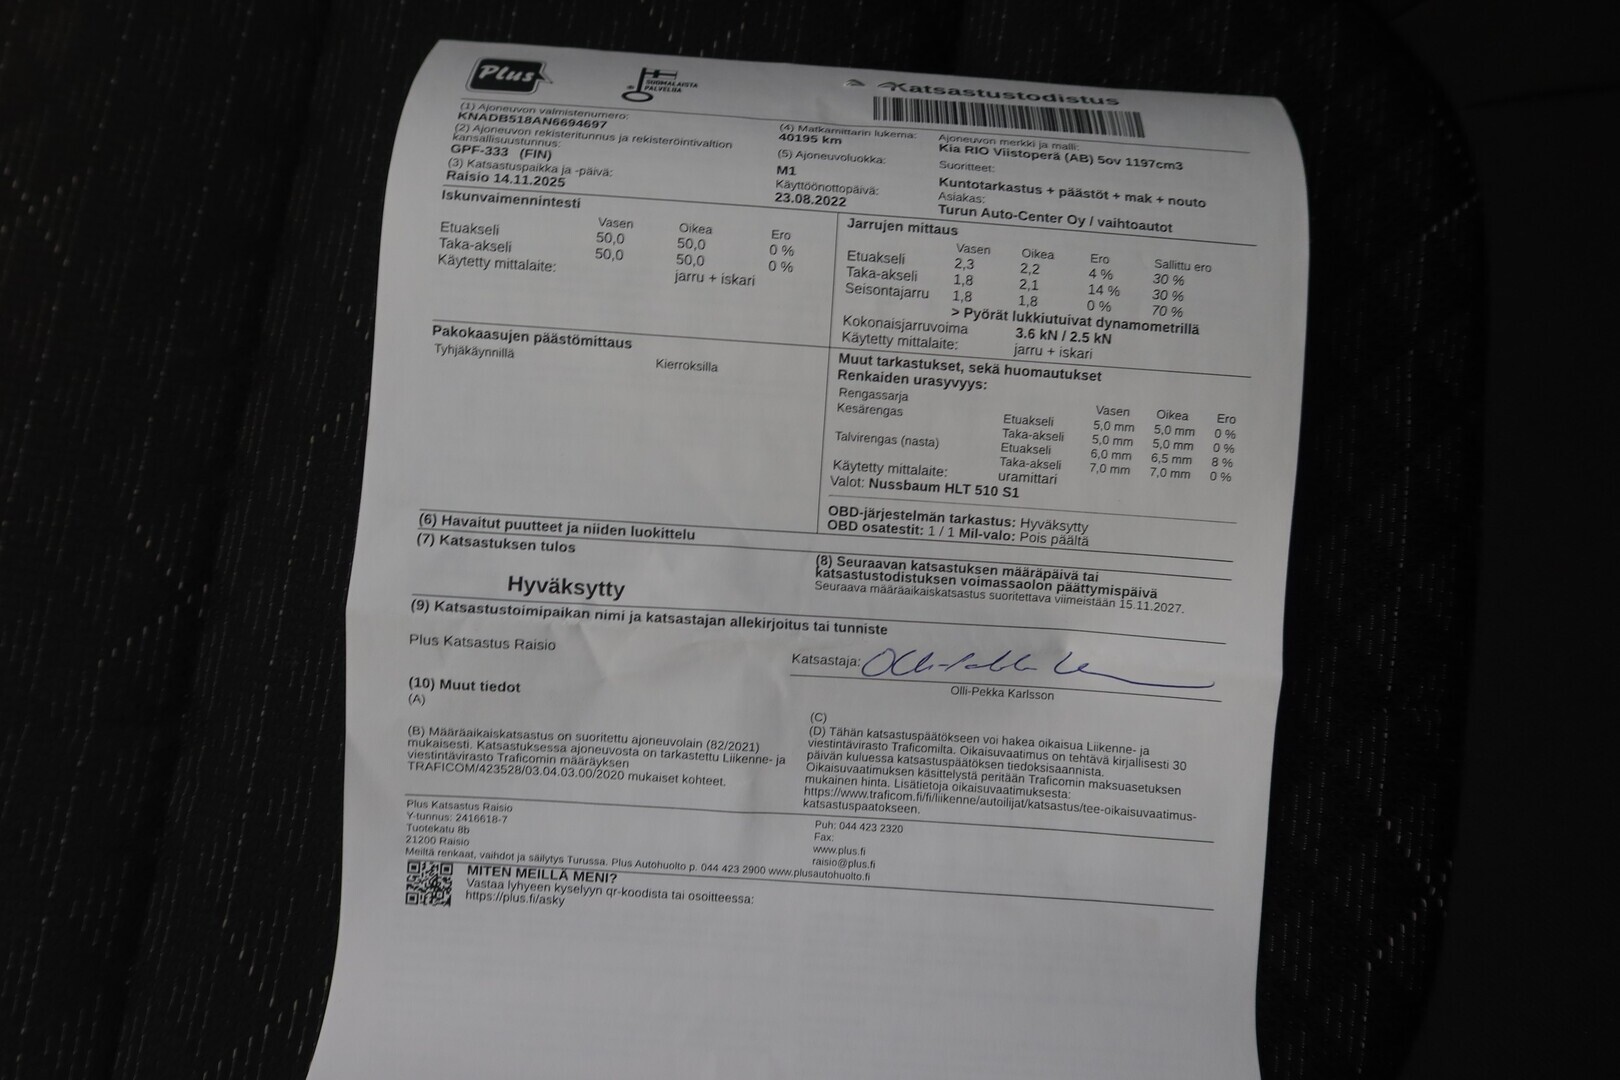 Plus
SUOMALAISTA
PALVELUA
Katsastustodistus
(1) Ajoneuvon valmistenumero:
KNADB518AN6694697
(2) Ajoneuvon rekisteritunnus ja rekisteröintivaltion
kansallisuustunnus:
GPF-333 (FIN)
(3) Katsastuspaikka ja -päivä:
Raisio 14.11.2025
(4) Matkamittarin lukema:
40195 km
(5) Ajoneuvoluokka:
M1
Käyttöönottopäivä:
23.08.2022
Ajoneuvon merkki ja malli:
Kia RIO Viistoperä (AB) 5ov 1197cm3
Suoritteet:
Kuntotarkastus + päästöt + mak + nouto
Asiakas:
Turun Auto-Center Oy / vaihtoautot
Iskunvaimennintesti
Vasen Oikea Ero
Etuakseli 50,0 50,0 0 %
Taka-akseli 50,0 50,0 0 %
Käytetty mittalaite: jarru + iskari
Jarrujen mittaus
Vasen Oikea Ero Sallittu ero
Etuakseli 2,3 2,2 4 % 30 %
Taka-akseli 1,8 2,1 14 % 30 %
Seisontajarru 1,8 1,8 0 % 70 %
> Pyörät lukkiutuivat dynamometrillä
Kokonaisjarruvoima 3.6 kN / 2.5 kN
Käytetty mittalaite: jarru + iskari
Pakokaasujen päästömittaus
Tyhjäkäynnillä Kierroksilla
Muut tarkastukset, sekä huomautukset
Renkaiden urasyvyys:
Rengassarja Vasen Oikea Ero
Kesärengas Etuakseli 5,0 mm 5,0 mm 0 %
Taka-akseli 5,0 mm 5,0 mm 0 %
Talvirengas (nasta) Etuakseli 6,0 mm 6,5 mm 8 %
Taka-akseli 7,0 mm 7,0 mm 0 %
Käytetty mittalaite: uramittari
Valot: Nussbaum HLT 510 S1
OBD-järjestelmän tarkastus: Hyväksytty
OBD osatestit: 1 / 1 Mil-valo: Pois päältä
(6) Havaitut puutteet ja niiden luokittelu
(7) Katsastuksen tulos
Hyväksytty
(8) Seuraavan katsastuksen määräpäivä tai
katsastustodistuksen voimassaolon päättymispäivä
Seuraava määräaikaiskatsastus suoritettava viimeistään 15.11.2027.
(9) Katsastustoimipaikan nimi ja katsastajan allekirjoitus tai tunniste
Plus Katsastus Raisio
Katsastaja:
Olli-Pekka Karlsson
(10) Muut tiedot
(A)
(B) Määräaikaiskatsastus on suoritettu ajoneuvolain (82/2021)
mukaisesti. Katsastuksessa ajoneuvosta on tarkastettu Liikenne- ja
viestintävirasto Traficomin määräyksen
TRAFICOM/423528/03.04.03.00/2020 mukaiset kohteet.
(C)
(D) Tähän katsastuspäätökseen voi hakea oikaisua Liikenne- ja
viestintävirasto Traficomilta. Oikaisuvaatimus on tehtävä kirjallisesti 30
päivän kuluessa katsastuspäätöksen tiedoksisaannista.
Oikaisuvaatimuksen käsittelystä peritään Traficomin maksuasetuksen
mukainen hinta. Lisätietoja oikaisuvaatimuksesta:
https://www.traficom.fi/fi/liikenne/autoilijat/katsastus/tee-oikaisuvaatimus-
katsastuspaatokseen.
Plus Katsastus Raisio
Y-tunnus: 2416618-7
Tuotekatu 8b
21200 Raisio
Puh: 044 423 2320
Fax:
www.plus.fi
raisio@plus.fi
Meiltä renkaat, vaihdot ja säilytys Turussa. Plus Autohuolto p. 044 423 2900 www.plusautohuolto.fi
MITEN MEILLÄ MENI?
Vastaa lyhyeen kyselyyn qr-koodista tai osoitteessa:
https://plus.fi/asky